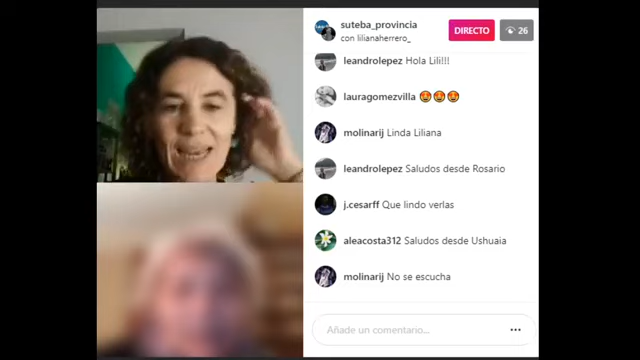 suteba_provincia
con lilianaherrero_
DIRECTO
26
leandrolepez Hola Lili!!!
lauragomezvilla
molinarij Linda Liliana
leandrolepez Saludos desde Rosario
j.cesarff Que lindo verlas
aleacosta312 Saludos desde Ushuaia
molinarij No se escucha
Añade un comentario...